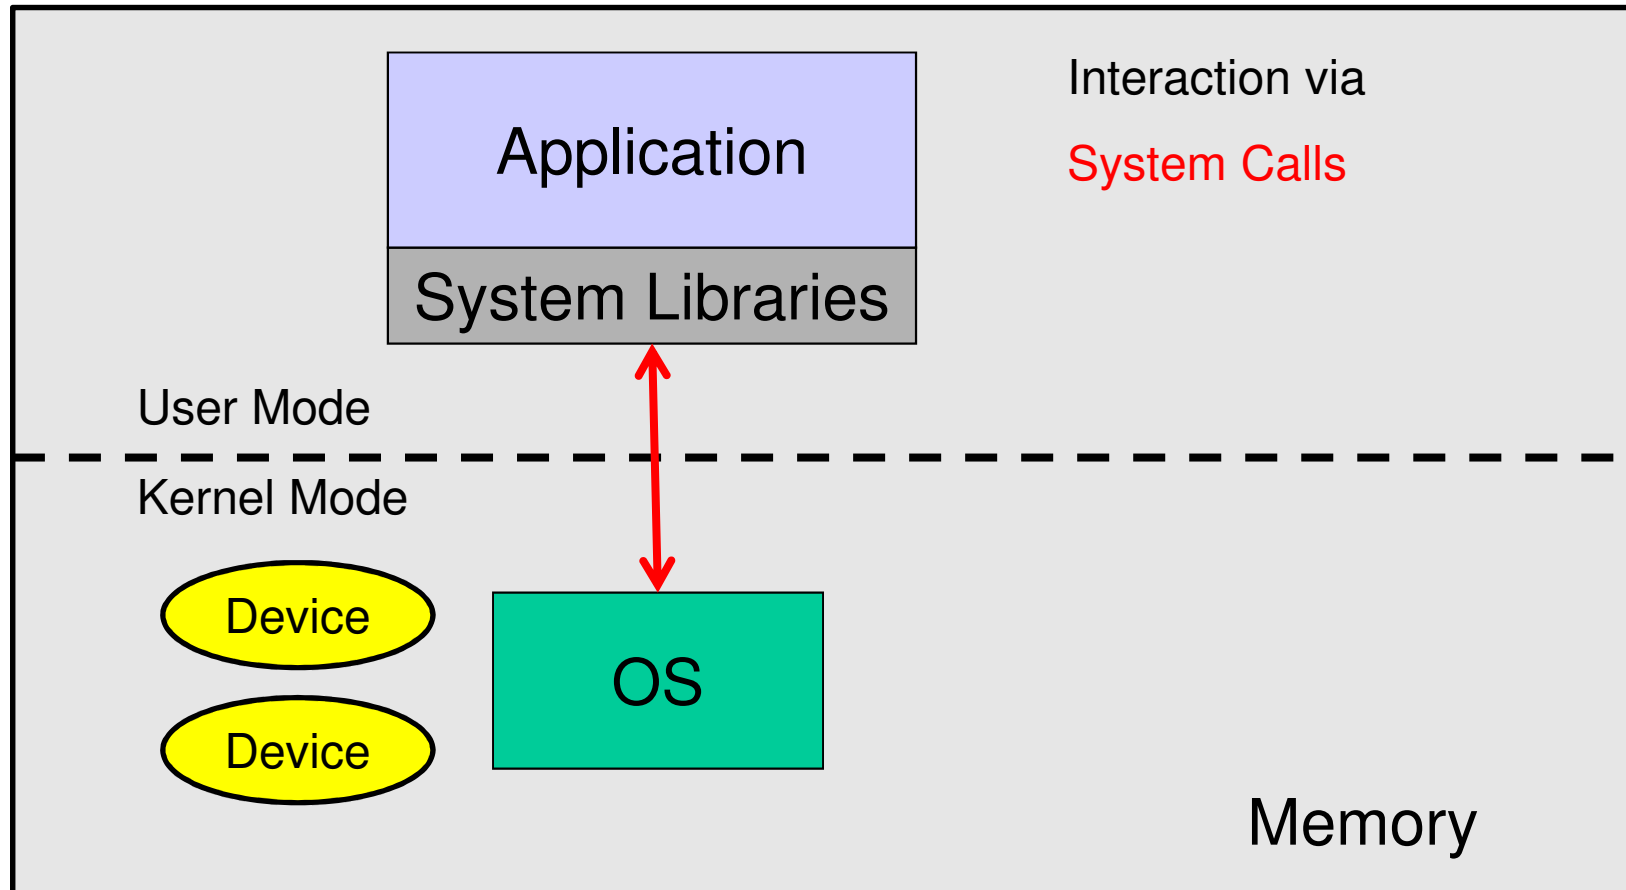 Interaction via
Application
System Calls
System Libraries
User Mode
Kernel Mode
Device
OS
Device
Memory